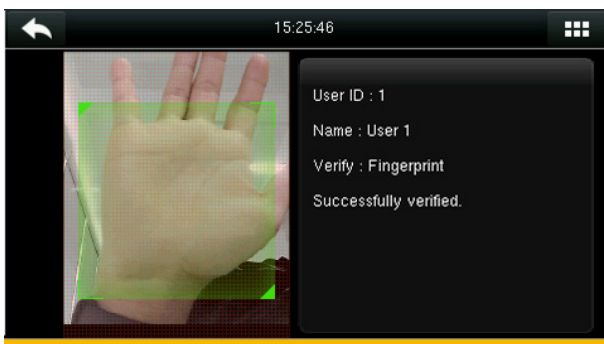 15:25:46
User ID : 1
Name : User 1
Verify : Fingerprint
Successfully verified.